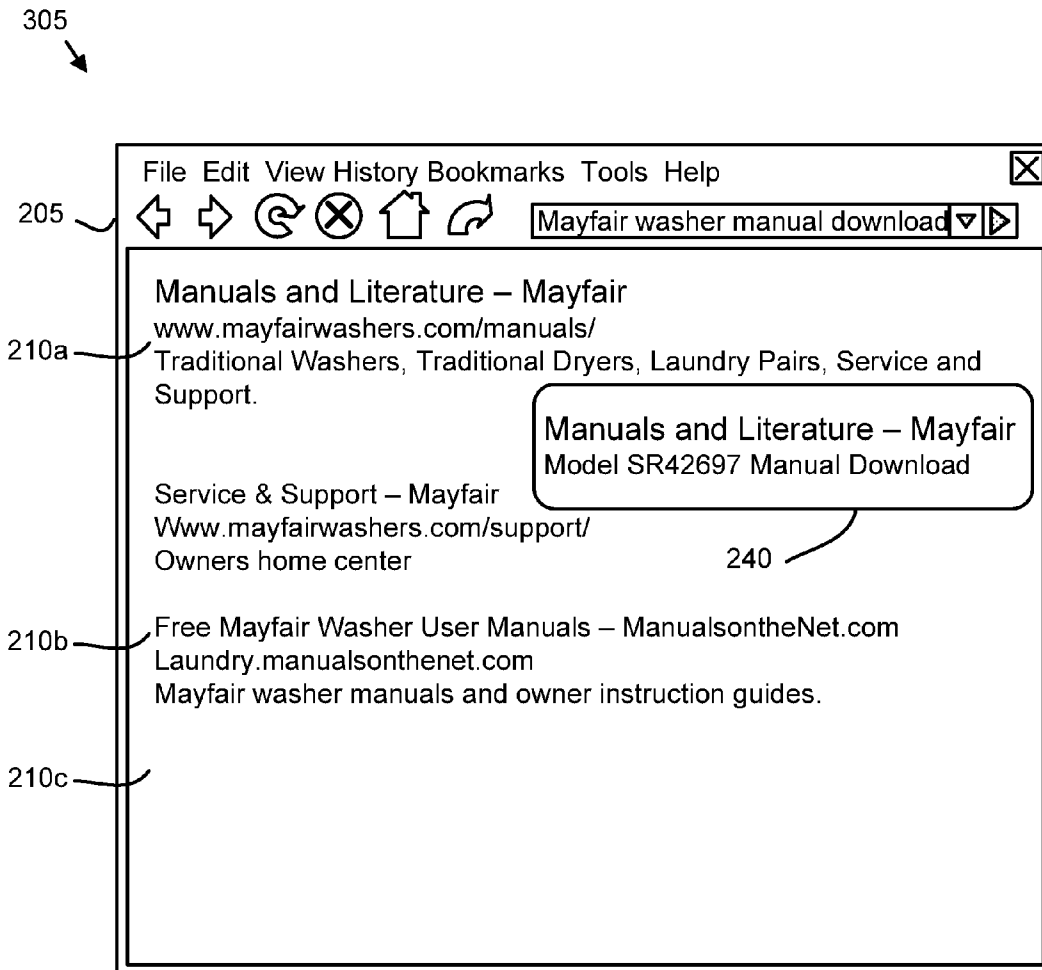 305
File Edit View History Bookmarks Tools Help
205
Mayfair washer manual download
Manuals and Literature – Mayfair
www.mayfairwashers.com/manuals/
210a
Traditional Washers, Traditional Dryers, Laundry Pairs, Service and
Support.
Manuals and Literature – Mayfair
Model SR42697 Manual Download
Service & Support – Mayfair
Www.mayfairwashers.com/support/
Owners home center
240
210b
Free Mayfair Washer User Manuals – ManualsontheNet.com
Laundry.manualsonthenet.com
Mayfair washer manuals and owner instruction guides.
210c